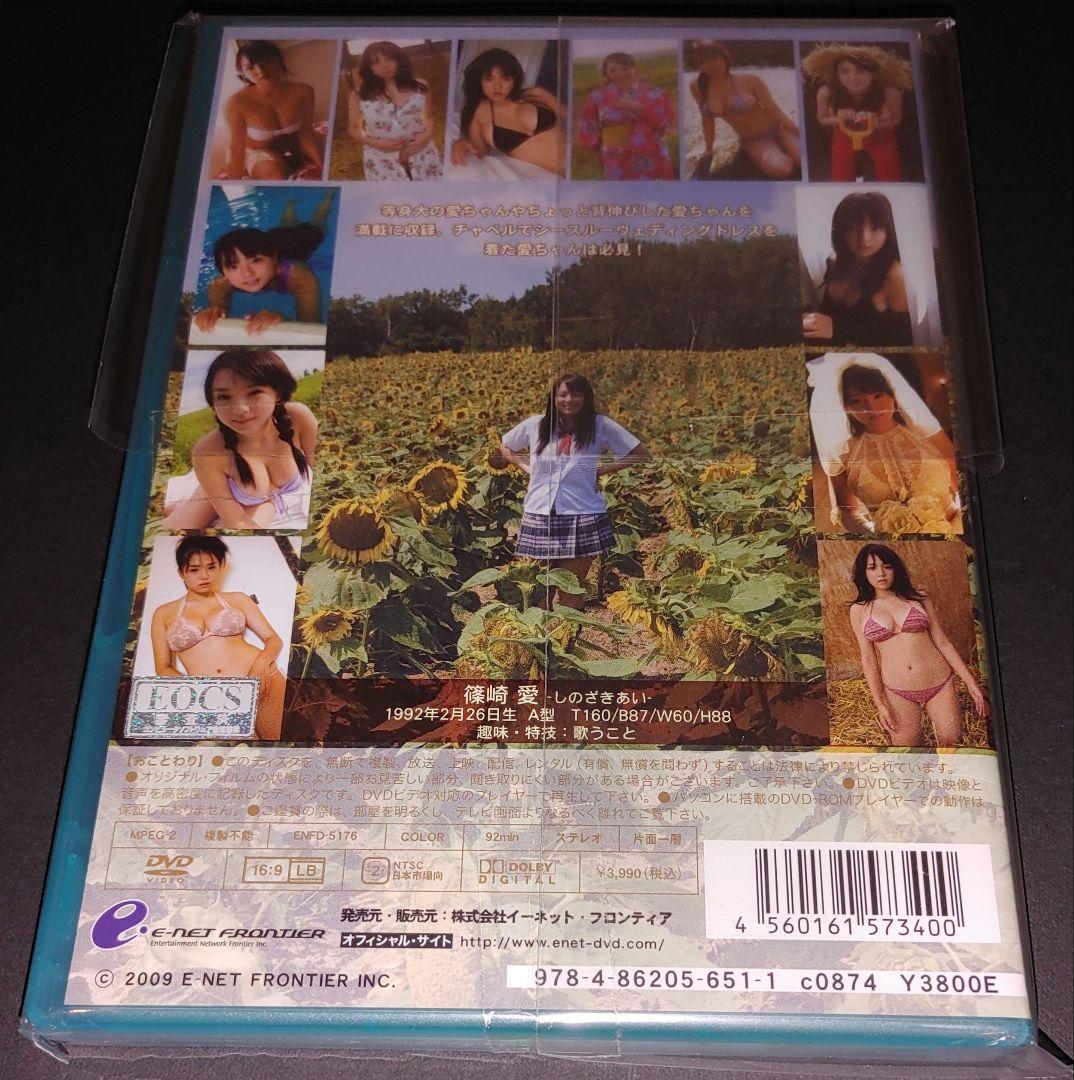 等身大の愛ちゃんやちょっと背伸びした愛ちゃんを
満載に収録。チャペルでシースルーウェディングドレスを
着た愛ちゃんは必見！
篠崎 愛 -しのざきあい-
1992年2月26日生 A型 T160/B87/W60/H88
趣味・特技：歌うこと
EOCS
【おことわり】●このディスクを、無断で複製、放送、上映、配信、レンタル(有償、無償を問わず)することは法律により禁じられています。
●オリジナル・フィルムの状態により一部お見苦しい部分、聞き取りにくい部分がある場合がございます。ご了承下さい。●DVDビデオは映像と
音声を高密度に記録したディスクです。DVDビデオ対応のプレイヤーで再生して下さい。●パソコンに搭載のDVD-ROMプレイヤーでの動作は
保証しておりません。●ご鑑賞の際は、部屋を明るくし、テレビ画面よりなるべく離れてご覧下さい。
MPEG 2 複製不能 ENFD-5176 COLOR 92min ステレオ 片面一層
DVD VIDEO 16:9 LB 2 NTSC 日本市場向 DOLBY DIGITAL ¥3,990(税込)
E-NET FRONTIER
Entertainment Network Frontier Inc.
発売元・販売元：株式会社イーネット・フロンティア
オフィシャル・サイト http://www.enet-dvd.com/
4 560161 573400
© 2009 E-NET FRONTIER INC.
978-4-86205-651-1 c0874 Y3800E